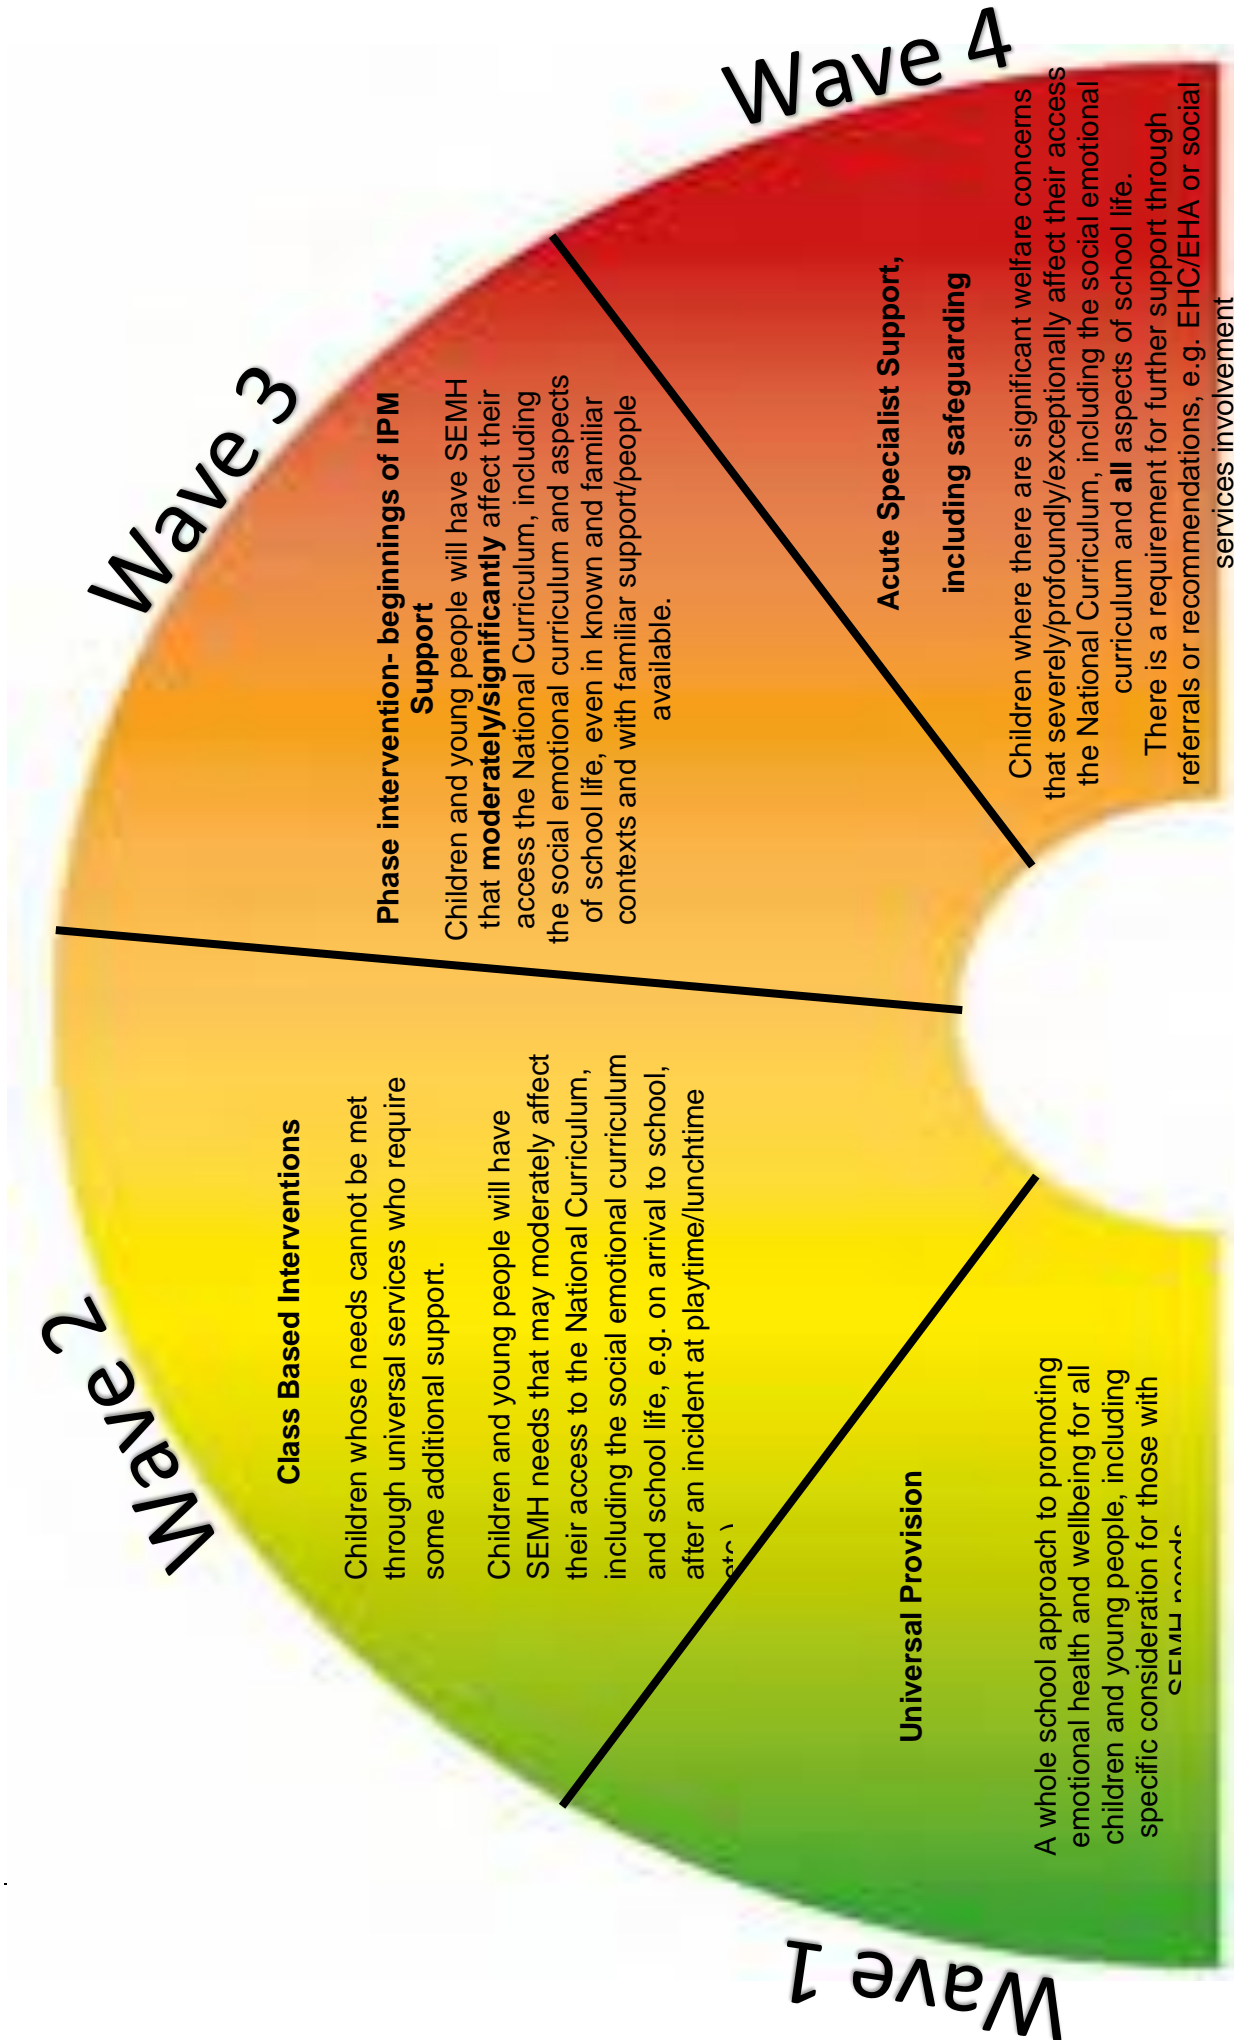 Wave 1
Universal Provision
A whole school approach to promoting
emotional health and wellbeing for all
children and young people, including
specific consideration for those with
SEMH needs
Wave 2
Class Based Interventions
Children whose needs cannot be met
through universal services who require
some additional support.
Children and young people will have
SEMH needs that may moderately affect
their access to the National Curriculum,
including the social emotional curriculum
and school life, e.g. on arrival to school,
after an incident at playtime/lunchtime
etc)
Wave 3
Phase intervention- beginnings of IPM
Support
Children and young people will have SEMH
that moderately/significantly affect their
access the National Curriculum, including
the social emotional curriculum and aspects
of school life, even in known and familiar
contexts and with familiar support/people
available.
Wave 4
Acute Specialist Support,
including safeguarding
Children where there are significant welfare concerns
that severely/profoundly/exceptionally affect their access
the National Curriculum, including the social emotional
curriculum and all aspects of school life.
There is a requirement for further support through
referrals or recommendations, e.g. EHC/EHA or social
services involvement